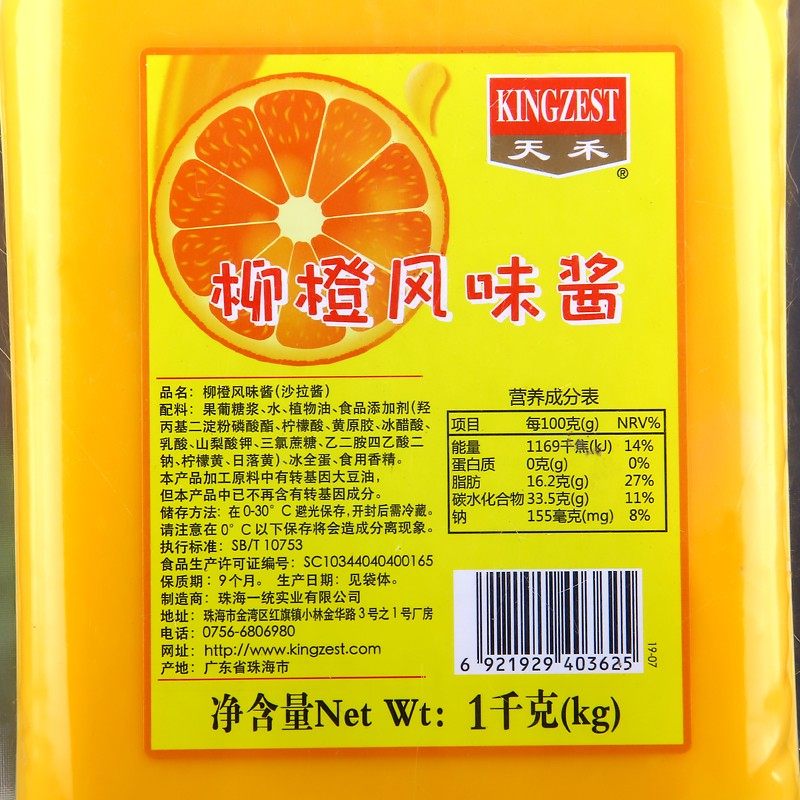 KINGZEST
天禾
®
柳橙风味酱
品名：柳橙风味酱(沙拉酱)
配料：果葡糖浆、水、植物油、食品添加剂(羟
丙基二淀粉磷酸酯、柠檬酸、黄原胶、冰醋酸、
乳酸、山梨酸钾、三氯蔗糖、乙二胺四乙酸二
钠、柠檬黄、日落黄)、冰全蛋、食用香精。
本产品加工原料中有转基因大豆油，
但本产品中已不再含有转基因成分。
储存方法：在0-30°C避光保存，开封后需冷藏。
请注意在0°C以下保存将会造成分离现象。
执行标准：SB/T 10753
食品生产许可证编号：SC10344040400165
保质期：9个月。 生产日期：见袋体。
制造商：珠海一统实业有限公司
地址：珠海市金湾区红旗镇小林金华路3号之1号厂房
电话：0756-6806980
网址：http://www.kingzest.com
产地：广东省珠海市
营养成分表
项目 每100克(g) NRV%
能量 1169千焦(kJ) 14%
蛋白质 0克(g) 0%
脂肪 16.2克(g) 27%
碳水化合物 33.5克(g) 11%
钠 155毫克(mg) 8%
6 921929 403625
19-07
净含量Net Wt：1千克(kg)